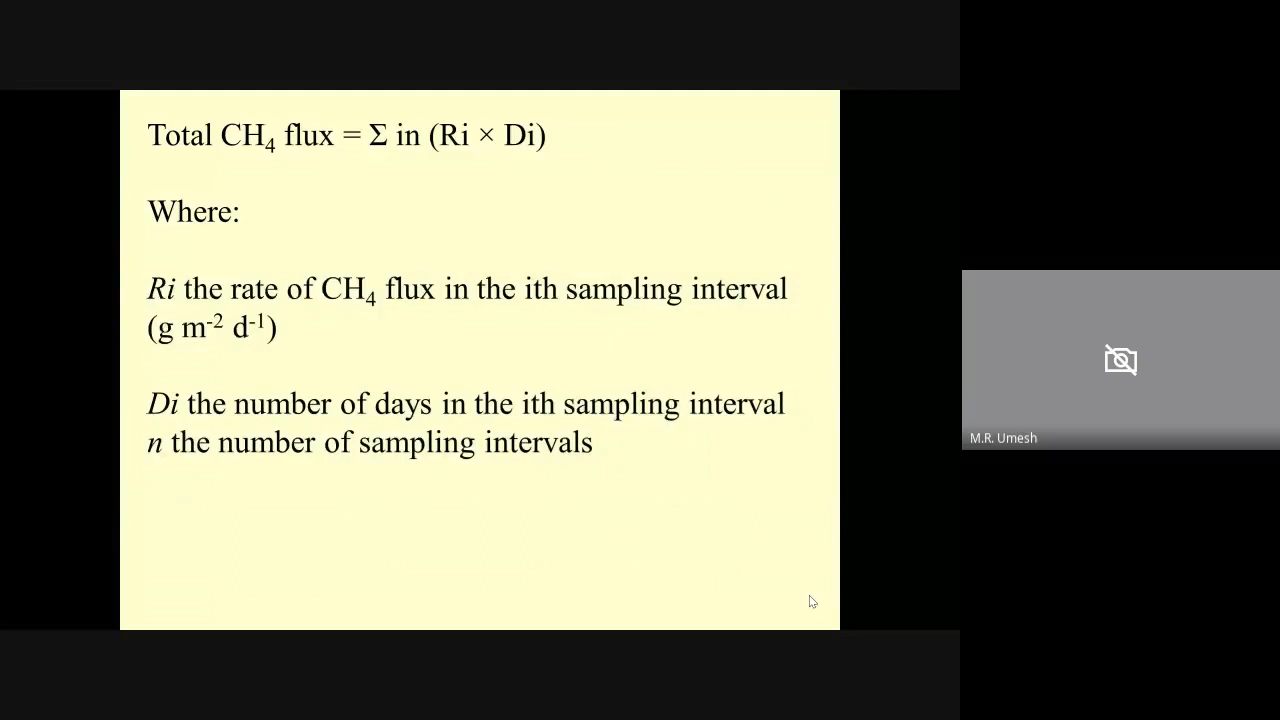 Total CH₄ flux = Σ in (Ri × Di)
Where:
Ri the rate of CH₄ flux in the ith sampling interval
(g m⁻² d⁻¹)
Di the number of days in the ith sampling interval
n the number of sampling intervals
M.R. Umesh